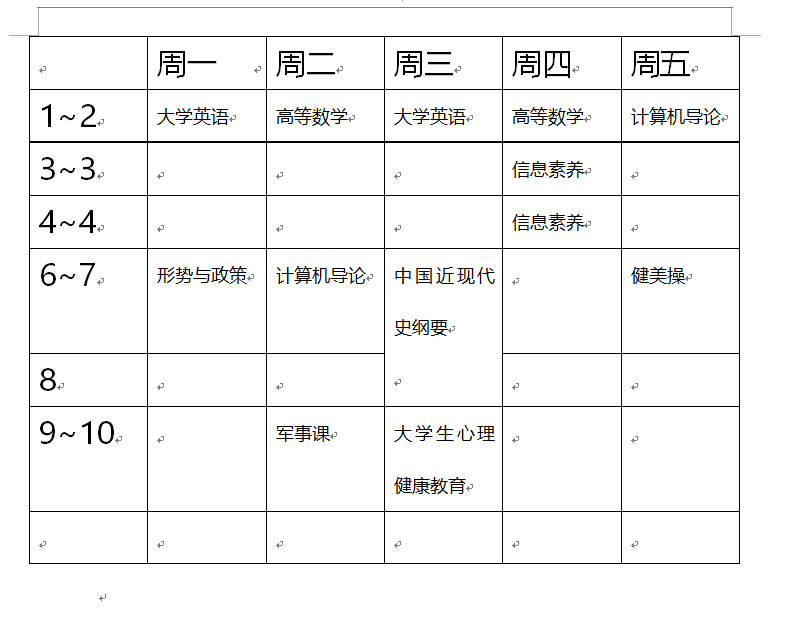 周一 周二 周三 周四 周五
1~2 大学英语 高等数学 大学英语 高等数学 计算机导论
3~3 信息素养
4~4 信息素养
6~7 形势与政策 计算机导论 中国近现代 健美操
史纲要
8
9~10 军事课 大学生心理
健康教育